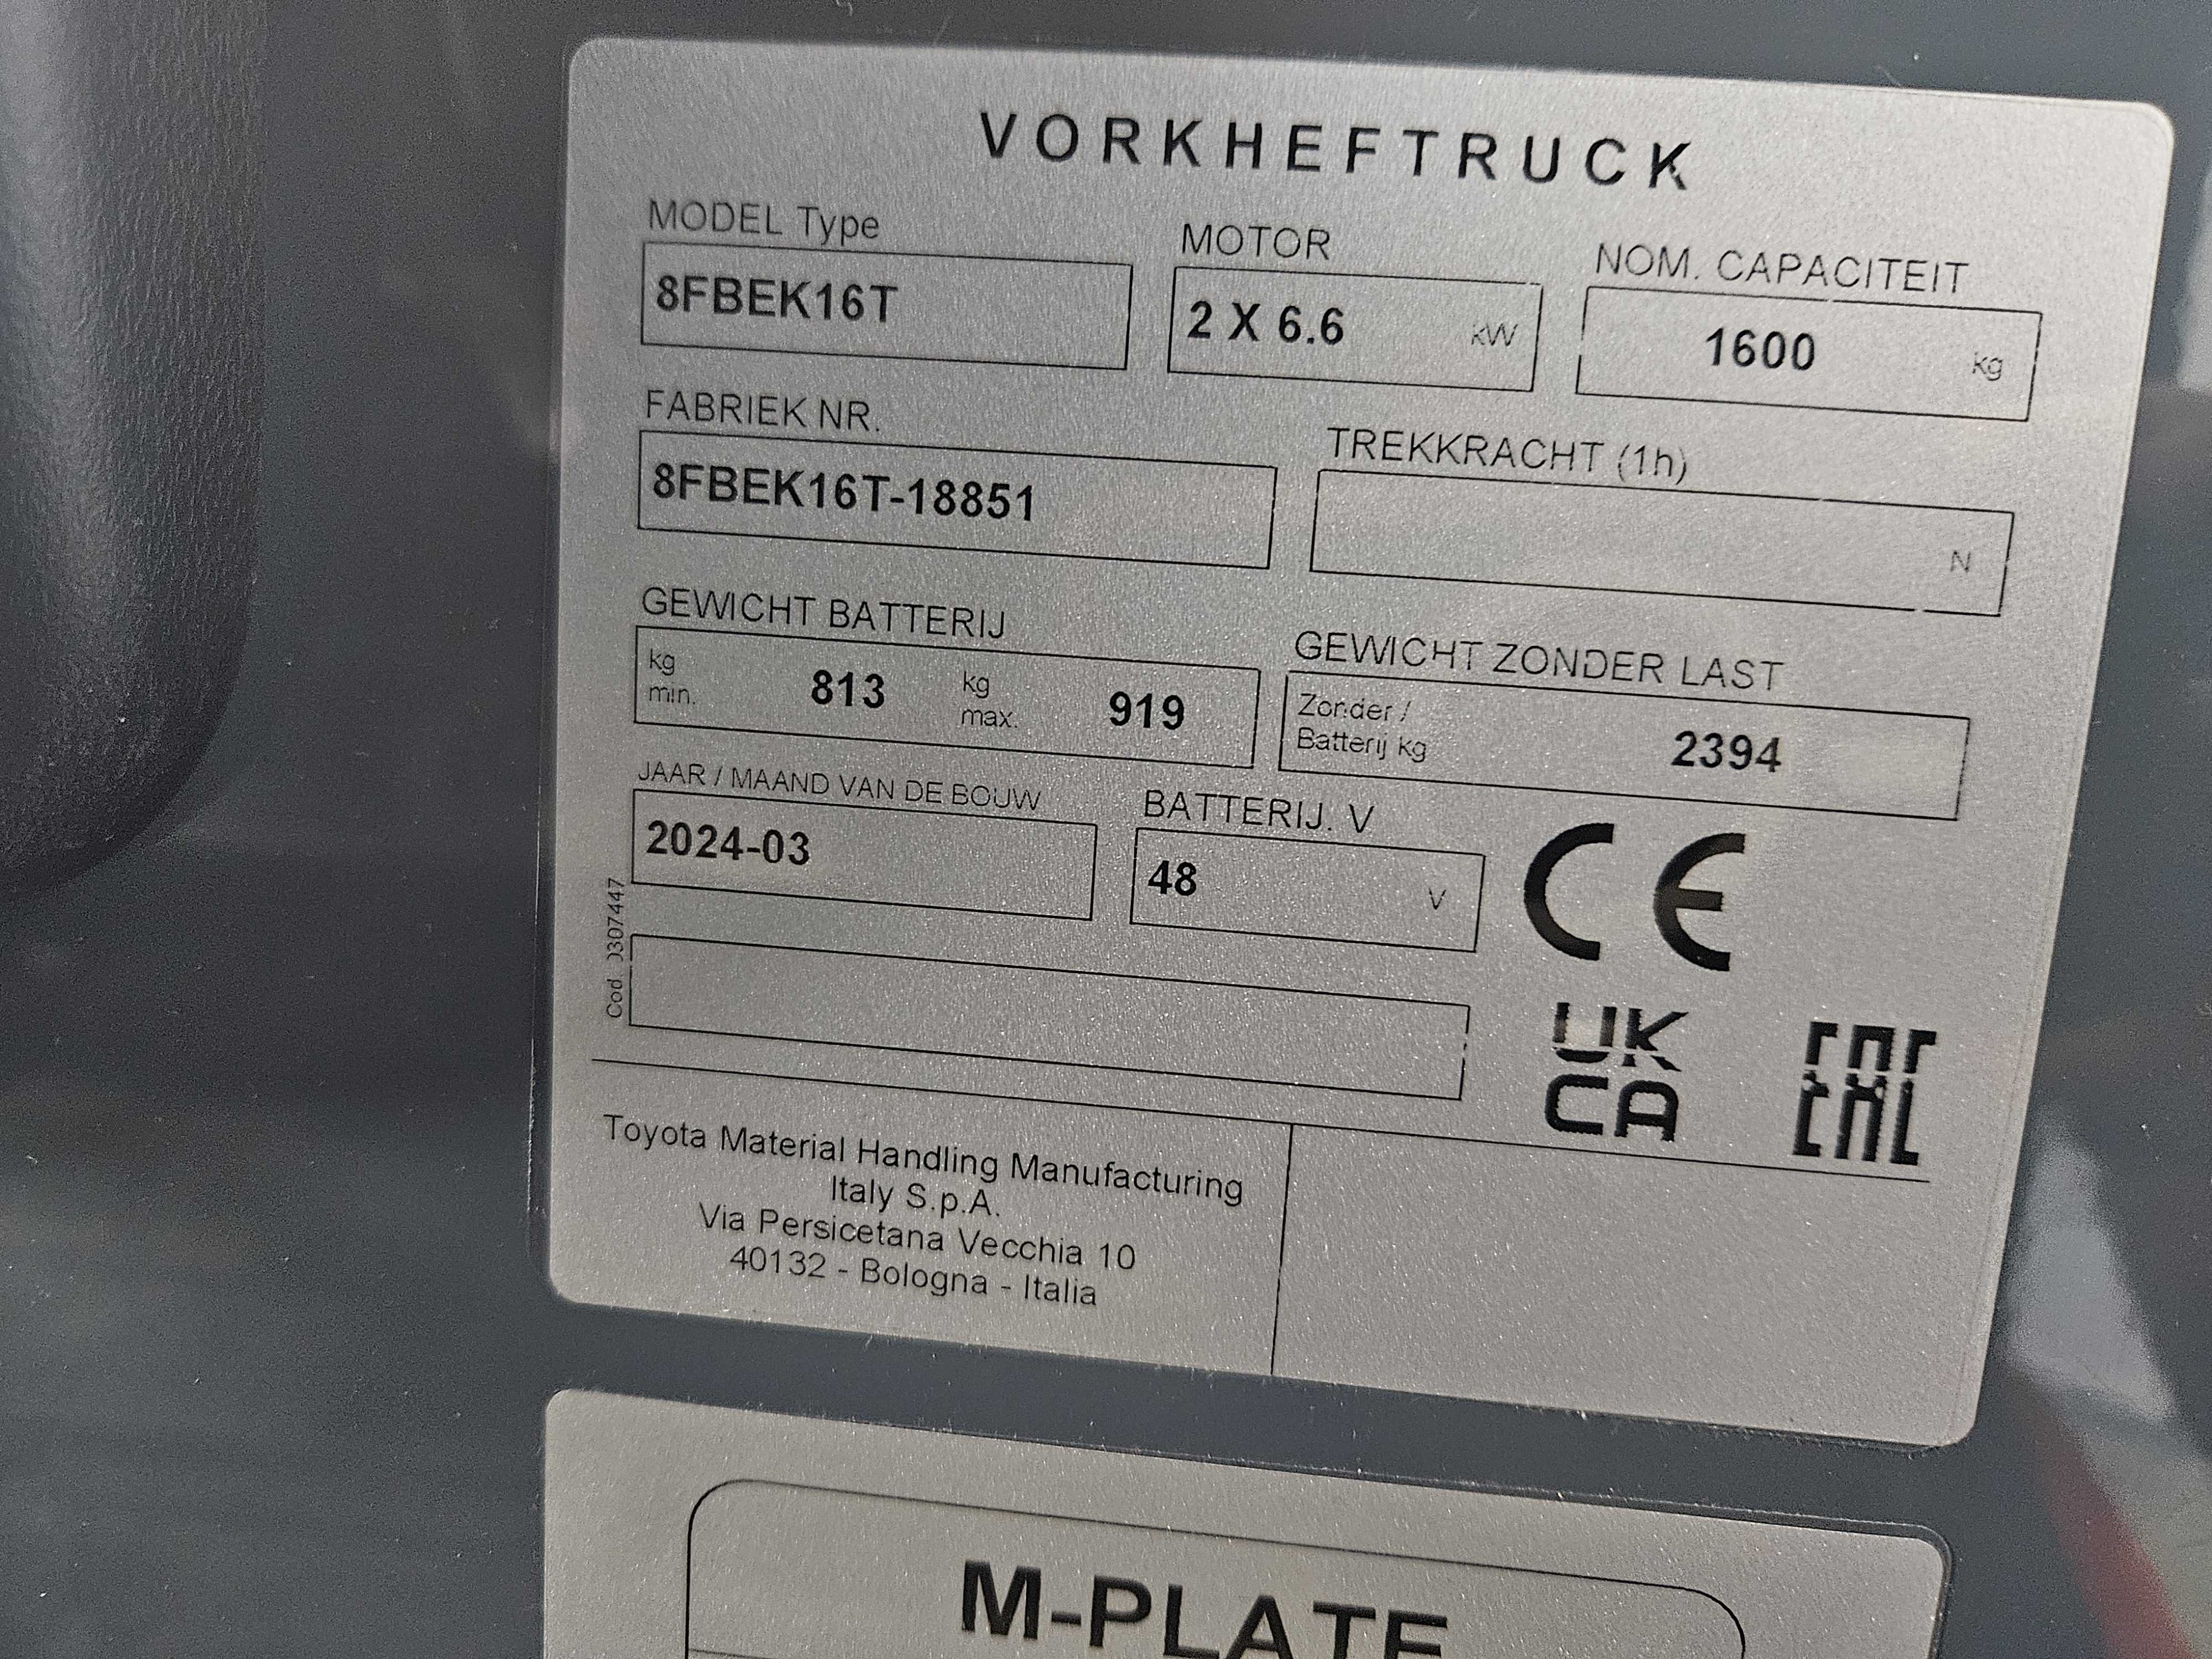 VORKHEFTRUCK
MODEL Type
MOTOR
NOM. CAPACITEIT
8FBEK16T
2 X 6.6 kW
1600 kg
FABRIEK NR.
TREKKRACHT (1h)
8FBEK16T-18851
N
GEWICHT BATTERIJ
GEWICHT ZONDER LAST
kg min. 813 kg max. 919
Zonder / Batterij kg 2394
JAAR / MAAND VAN DE BOUW
BATTERIJ. V
2024-03
48 V
CE
Cod. 0307447
UK
CA
EAC
Toyota Material Handling Manufacturing
Italy S.p.A.
Via Persicetana Vecchia 10
40132 - Bologna - Italia
M-PLATE